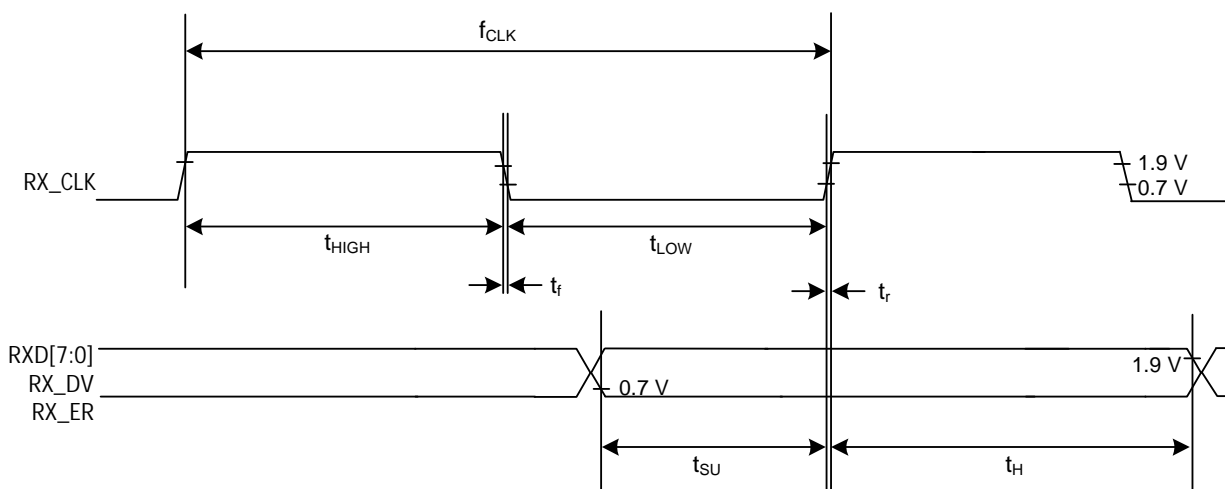 fCLK
RX_CLK
1.9 V
0.7 V
tHIGH
tLOW
tf
tr
RXD[7:0]
RX_DV
RX_ER
0.7 V
1.9 V
tSU
tH